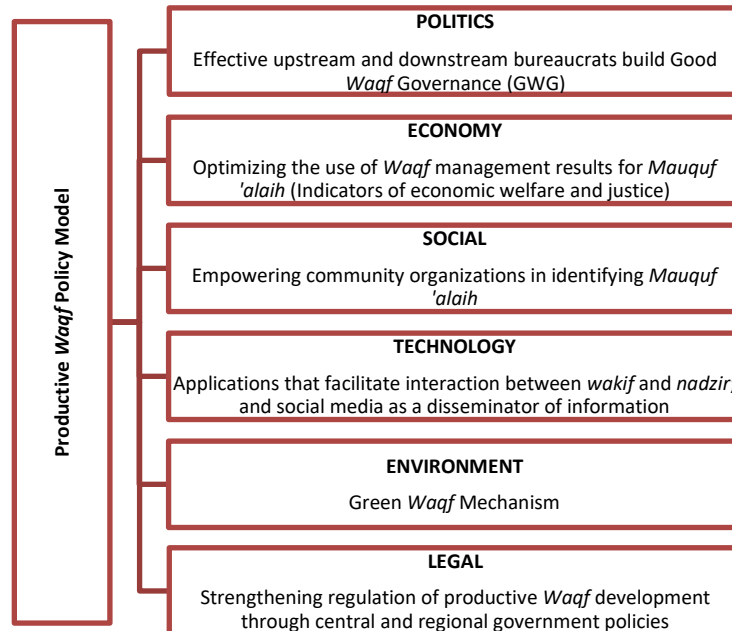 Productive Waqf Policy Model
POLITICS
Effective upstream and downstream bureaucrats build Good
Waqf Governance (GWG)
ECONOMY
Optimizing the use of Waqf management results for Mauquf
'alaih (Indicators of economic welfare and justice)
SOCIAL
Empowering community organizations in identifying Mauquf
'alaih
TECHNOLOGY
Applications that facilitate interaction between wakif and nadzir,
and social media as a disseminator of information
ENVIRONMENT
Green Waqf Mechanism
LEGAL
Strengthening regulation of productive Waqf development
through central and regional government policies